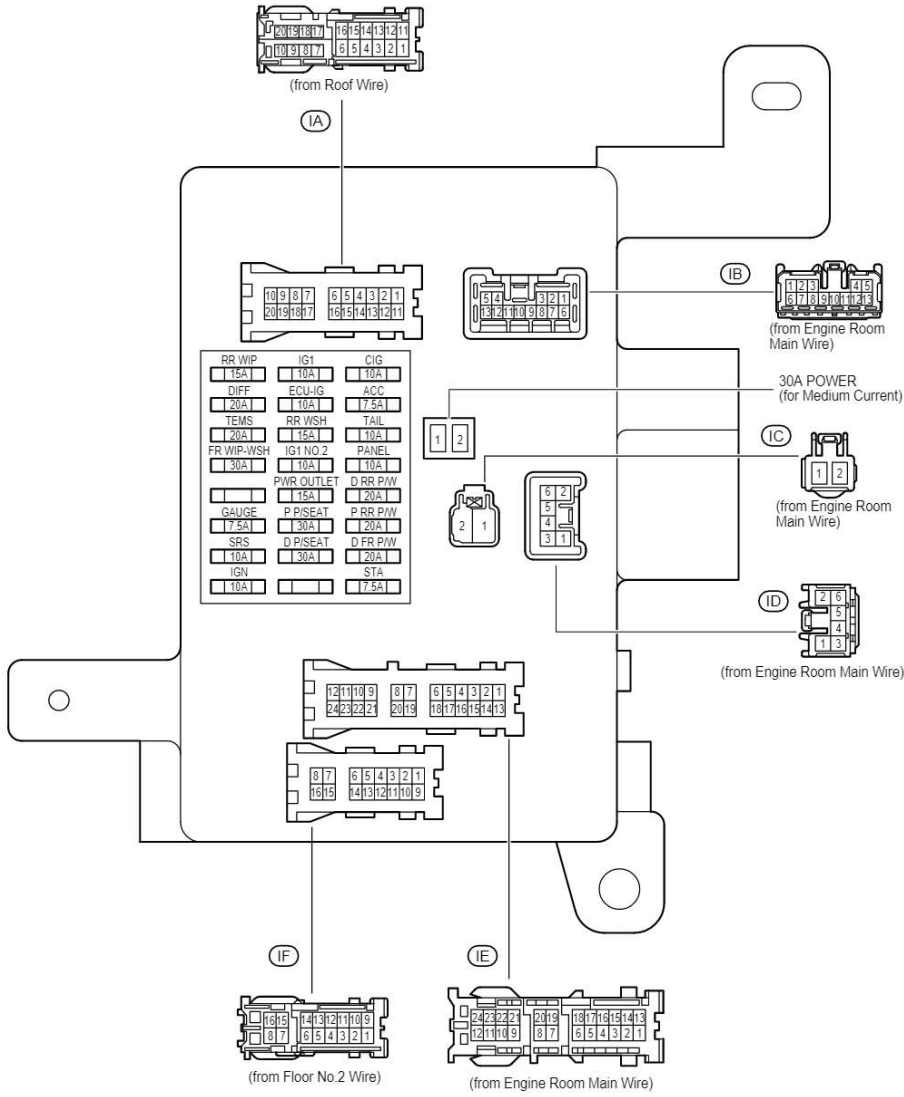 20 19 18 17 16 15 14 13 12 11
10 9 8 7 6 5 4 3 2 1
(from Roof Wire)
IA
10 9 8 7 6 5 4 3 2 1
20 19 18 17 16 15 14 13 12 11
5 4 3 2 1
13 12 11 10 9 8 7 6
IB
1 2 3 4 5
6 7 8 9 10 11 12 13
(from Engine Room
Main Wire)
RR WIP IG1 CIG
15A 10A 10A
DIFF ECU-IG ACC
20A 10A 7.5A
TEMS RR WSH TAIL
20A 15A 10A
FR WIP-WSH IG1 NO.2 PANEL
30A 10A 10A
PWR OUTLET D RR P/W
15A 20A
GAUGE P P/SEAT P RR P/W
7.5A 30A 20A
SRS D P/SEAT D FR P/W
10A 30A 20A
IGN STA
10A 7.5A
30A POWER
(for Medium Current)
1 2
IC
1 2
(from Engine Room
Main Wire)
2 1
6 2
5
4
3 1
ID
2 6
5
4
1 3
(from Engine Room Main Wire)
12 11 10 9 8 7 6 5 4 3 2 1
24 23 22 21 20 19 18 17 16 15 14 13
8 7 6 5 4 3 2 1
16 15 14 13 12 11 10 9
IF
IE
16 15 14 13 12 11 10 9
8 7 6 5 4 3 2 1
(from Floor No.2 Wire)
24 23 22 21 20 19 18 17 16 15 14 13
12 11 10 9 8 7 6 5 4 3 2 1
(from Engine Room Main Wire)